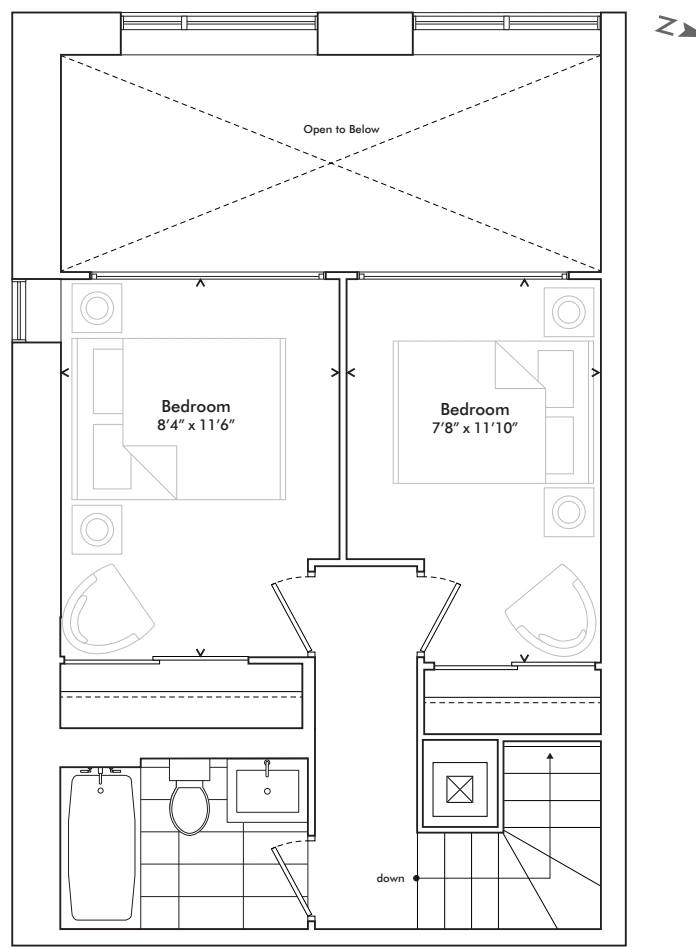 N
Open to Below
Bedroom
8’4” x 11’6”
Bedroom
7’8” x 11’10”
down